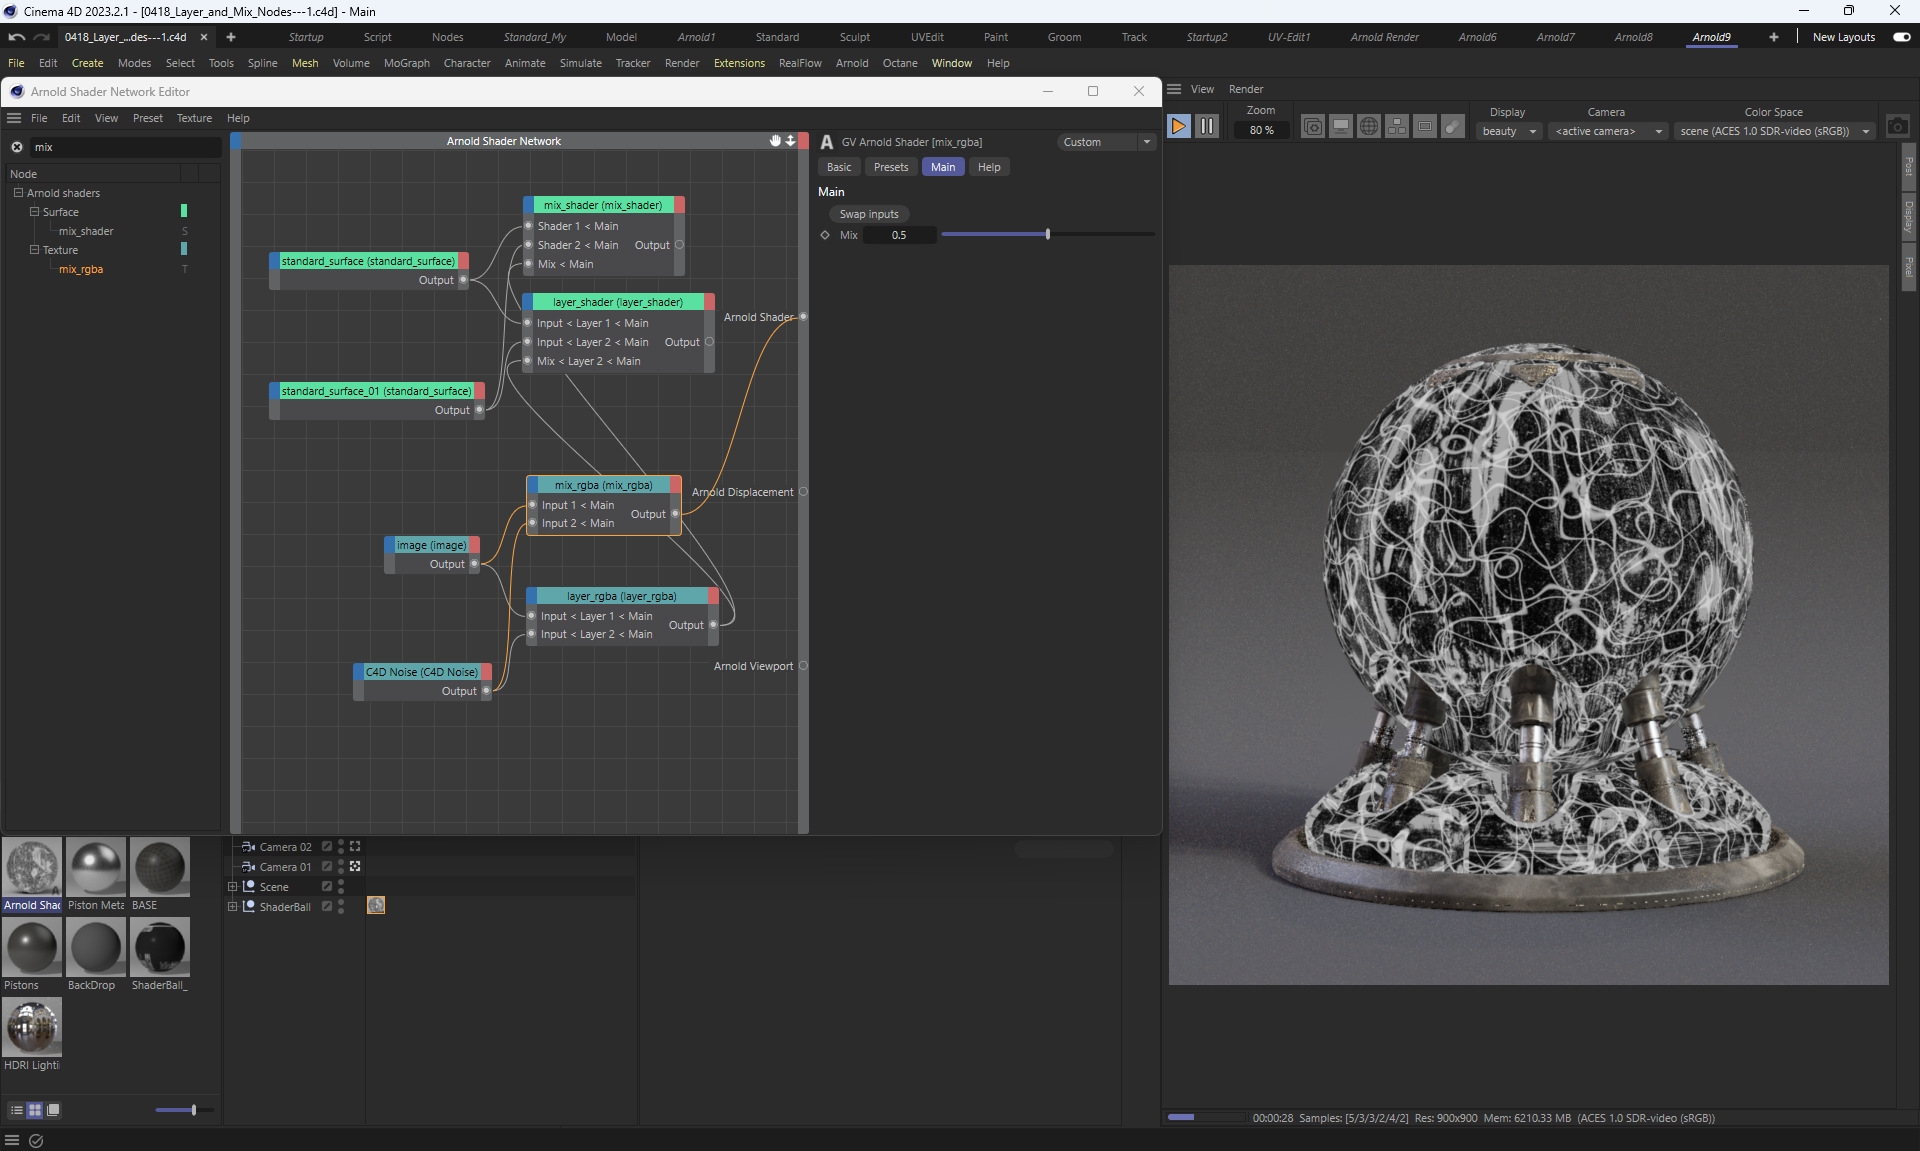 Cinema 4D 2023.2.1 - [0418_Layer_and_Mix_Nodes---1.c4d] - Main
0418_Layer_...des---1.c4d
Startup Script Nodes Standard_My Model Arnold1 Standard Sculpt UVEdit Paint Groom Track Startup2 UV-Edit1 Arnold Render Arnold6 Arnold7 Arnold8 Arnold9 New Layouts
File Edit Create Modes Select Tools Spline Mesh Volume MoGraph Character Animate Simulate Tracker Render Extensions RealFlow Arnold Octane Window Help
Arnold Shader Network Editor
File Edit View Preset Texture Help
mix
Node
Arnold shaders
Surface
mix_shader S
Texture
mix_rgba T
Arnold Shader Network
mix_shader (mix_shader)
Shader 1 < Main
Shader 2 < Main Output
Mix < Main
standard_surface (standard_surface)
Output
layer_shader (layer_shader)
Input < Layer 1 < Main
Input < Layer 2 < Main Output
Mix < Layer 2 < Main
Arnold Shader
standard_surface_01 (standard_surface)
Output
mix_rgba (mix_rgba)
Input 1 < Main
Output
Input 2 < Main
Arnold Displacement
image (image)
Output
layer_rgba (layer_rgba)
Input < Layer 1 < Main
Output
Input < Layer 2 < Main
Arnold Viewport
C4D Noise (C4D Noise)
Output
A GV Arnold Shader [mix_rgba]
Custom
Basic Presets Main Help
Main
Swap inputs
Mix 0.5
View Render
Zoom
80 %
Display
beauty
Camera
<active camera>
Color Space
scene (ACES 1.0 SDR-video (sRGB))
Post
Display
Pixel
Arnold Shac Piston Meta BASE
Pistons BackDrop ShaderBall_
HDRI Lighti
Camera 02
Camera 01
Scene
ShaderBall
00:00:28 Samples: [5/3/3/2/4/2] Res: 900x900 Mem: 6210.33 MB (ACES 1.0 SDR-video (sRGB))